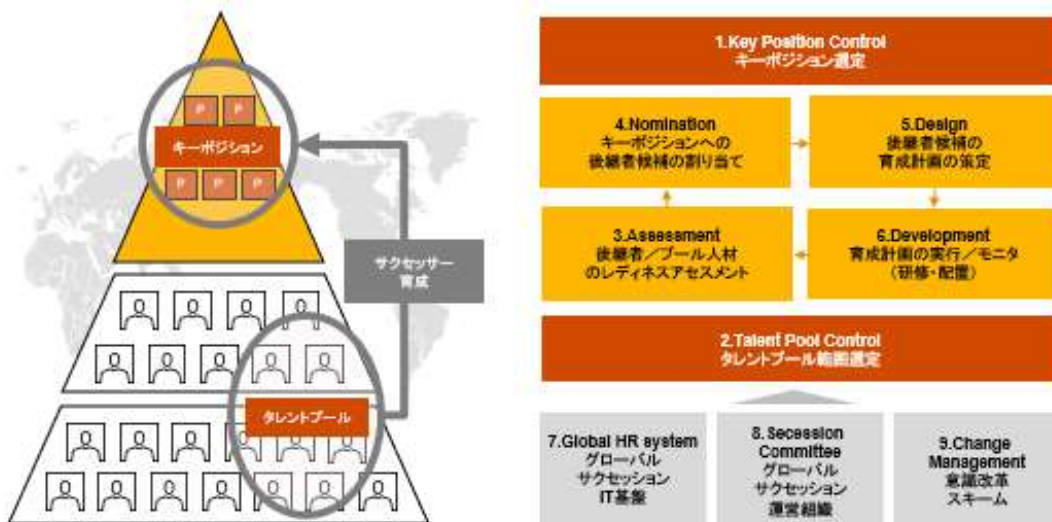 P P
キーポジション
P P P
サクセッサー
育成
タレントプール
1.Key Position Control
キーポジション選定
4.Nomination
キーポジションへの
後継者候補の割り当て
5.Design
後継者候補の
育成計画の策定
3.Assessment
後継者／プール人材
のレディネスアセスメント
6.Development
育成計画の実行／モニタ
(研修・配置)
2.Talent Pool Control
タレントプール範囲選定
7.Global HR system
グローバル
サクセッション
IT基盤
8.Secession
Committee
グローバル
サクセッション
運営組織
9.Change
Management
意識改革
スキーム